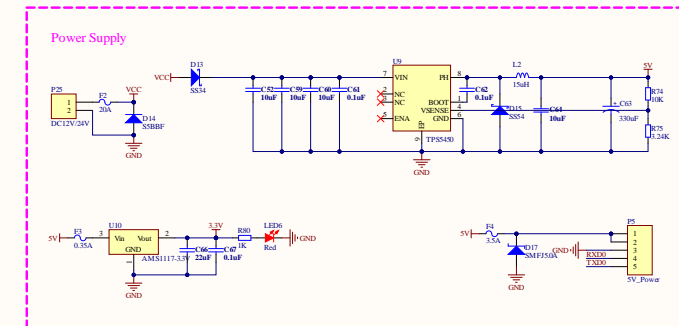 Power Supply
P25
1
2
DC12V/24V
F2
20A
VCC
D14
S5BBF
GND
VCC
D13
SS34
C52
10uF
C59
10uF
C60
10uF
C61
0.1uF
U9
7
VIN
PH
8
2
NC
3
NC
BOOT
1
VSENSE
4
5
ENA
GND
6
EP
9
TPS5450
GND
C62
0.1uF
L2
15uH
D15
SS54
C64
10uF
+
C63
330uF
5V
R74
10K
R75
3.24K
5V
F3
0.35A
U10
3
Vin
Vout
2
GND
1
AMS1117-3.3V
GND
C66
22uF
C67
0.1uF
3.3V
R80
1K
LED6
Red
GND
5V
F4
3.5A
D17
SMFJ5.0A
GND
GND
RXD0
TXD0
P5
1
2
3
4
5
5V_Power